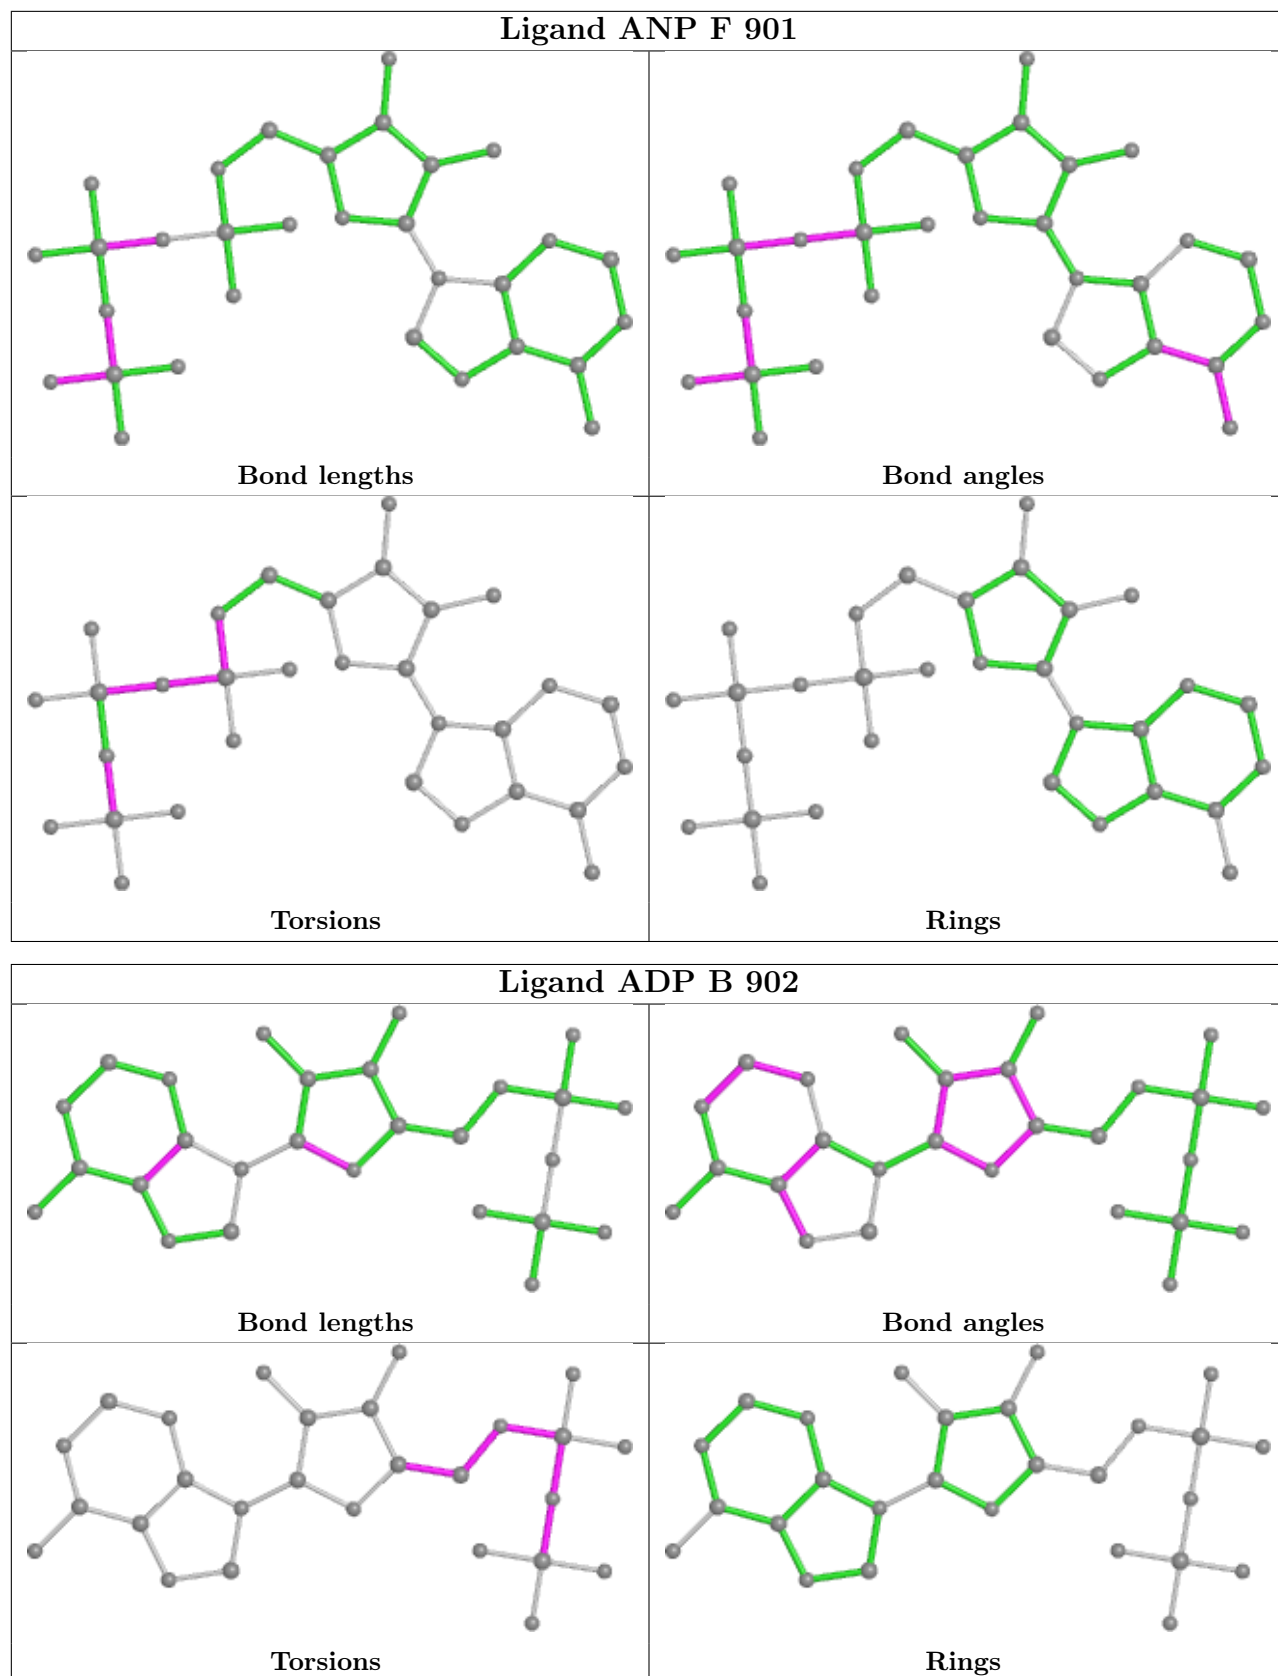 Ligand ANP F 901
Bond lengths
Bond angles
Torsions
Rings
Ligand ADP B 902
Bond lengths
Bond angles
Torsions
Rings